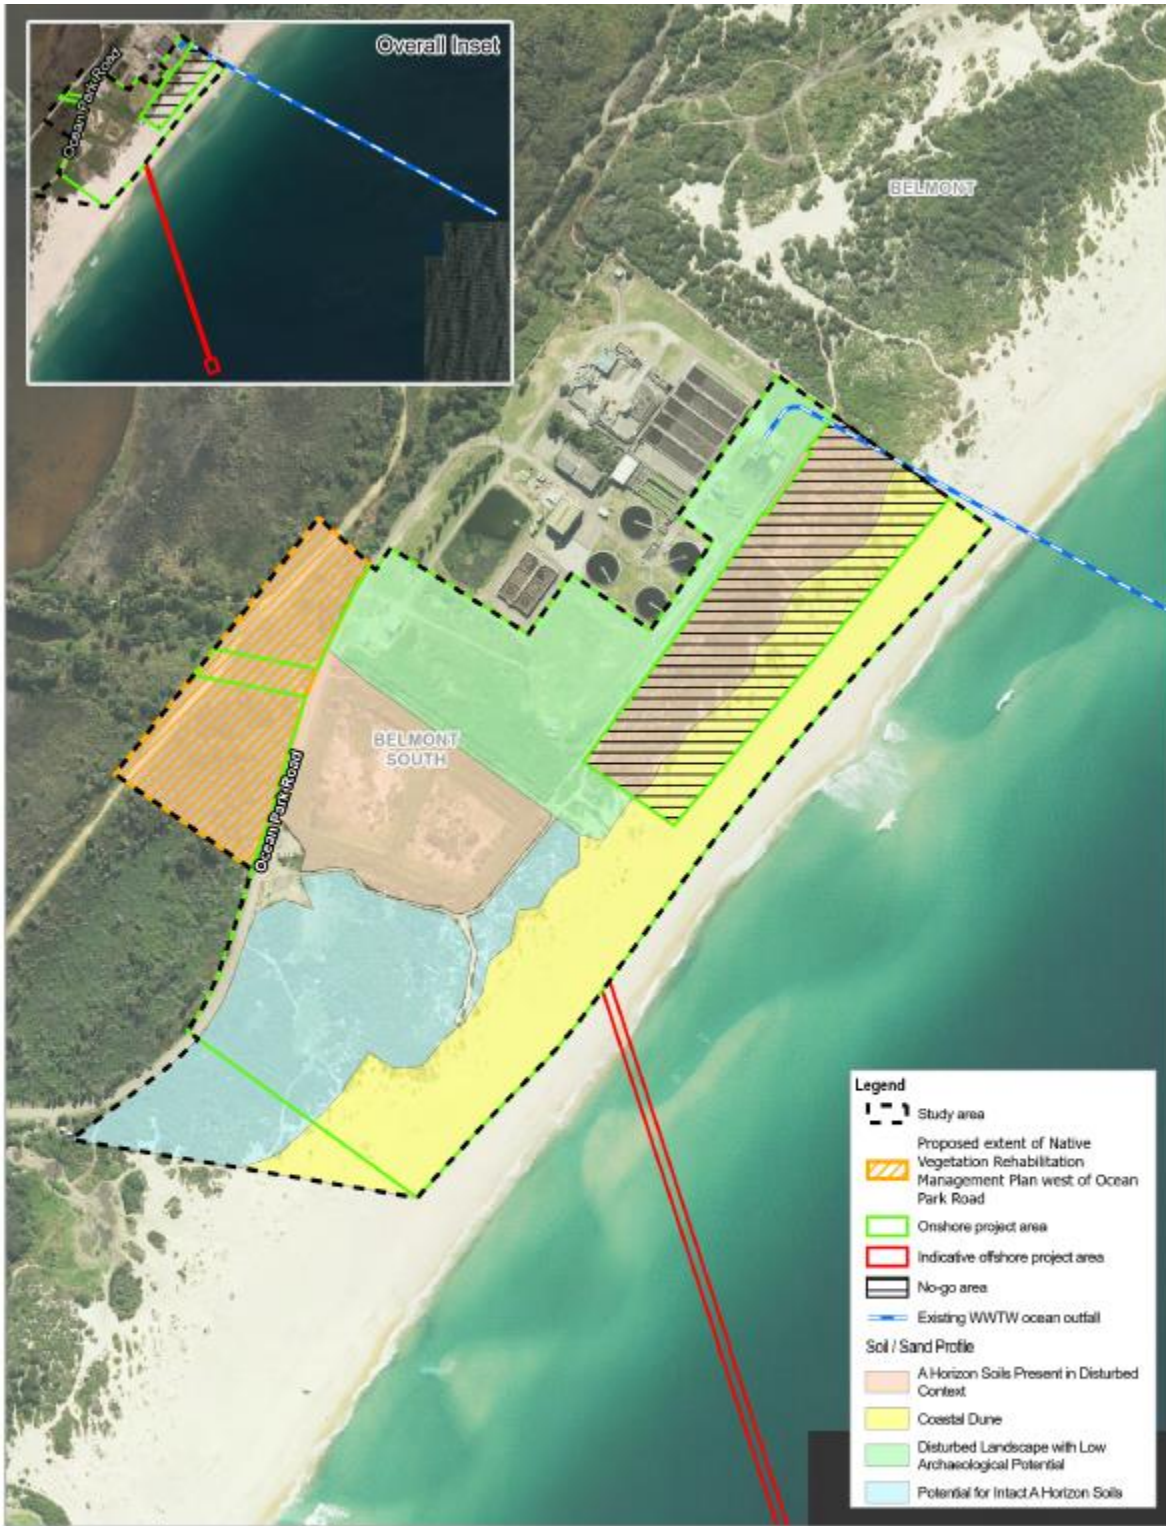 Overall Inset
Ocean Park Road
BELMONT
BELMONT
SOUTH
Ocean Park Road
Legend
Study area
Proposed extent of Native
Vegetation Rehabilitation
Management Plan west of Ocean
Park Road
Onshore project area
Indicative offshore project area
No-go area
Existing WWTW ocean outfall
Soil / Sand Profile
A Horizon Soils Present in Disturbed
Context
Coastal Dune
Disturbed Landscape with Low
Archaeological Potential
Potential for Intact A Horizon Soils